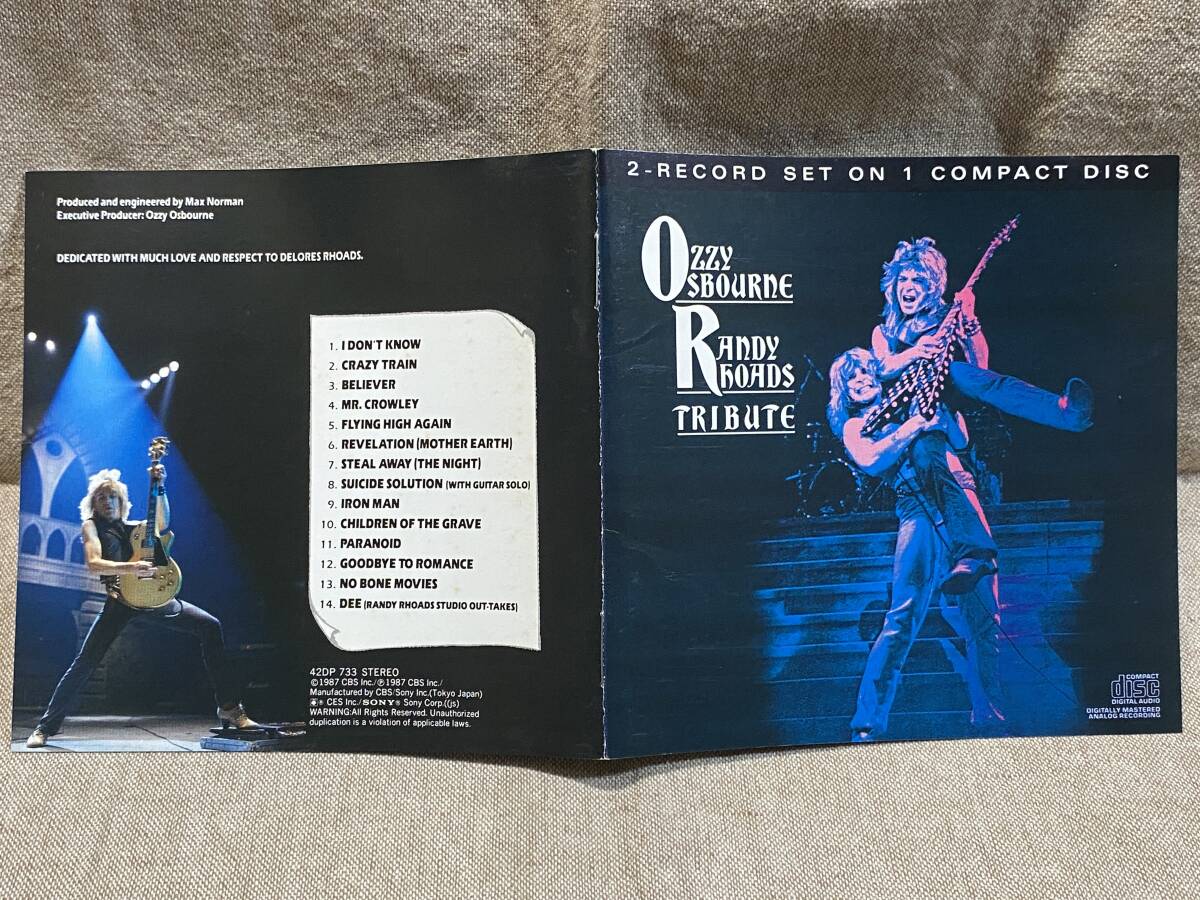 Produced and engineered by Max Norman
Executive Producer: Ozzy Osbourne
DEDICATED WITH MUCH LOVE AND RESPECT TO DELORES RHOADS.
1. I DON'T KNOW
2. CRAZY TRAIN
3. BELIEVER
4. MR. CROWLEY
5. FLYING HIGH AGAIN
6. REVELATION (MOTHER EARTH)
7. STEAL AWAY (THE NIGHT)
8. SUICIDE SOLUTION (WITH GUITAR SOLO)
9. IRON MAN
10. CHILDREN OF THE GRAVE
11. PARANOID
12. GOODBYE TO ROMANCE
13. NO BONE MOVIES
14. DEE (RANDY RHOADS STUDIO OUT-TAKES)
42DP 733 STEREO
©1987 CBS Inc./℗1987 CBS Inc./
Manufactured by CBS/Sony Inc.(Tokyo Japan)
® CES Inc./SONY® Sony Corp.((js)
WARNING:All Rights Reserved. Unauthorized
duplication is a violation of applicable laws.
2-RECORD SET ON 1 COMPACT DISC
OZZY
OSBOURNE
RANDY
RHOADS
TRIBUTE
COMPACT
disc
DIGITAL AUDIO
DIGITALLY MASTERED
ANALOG RECORDING